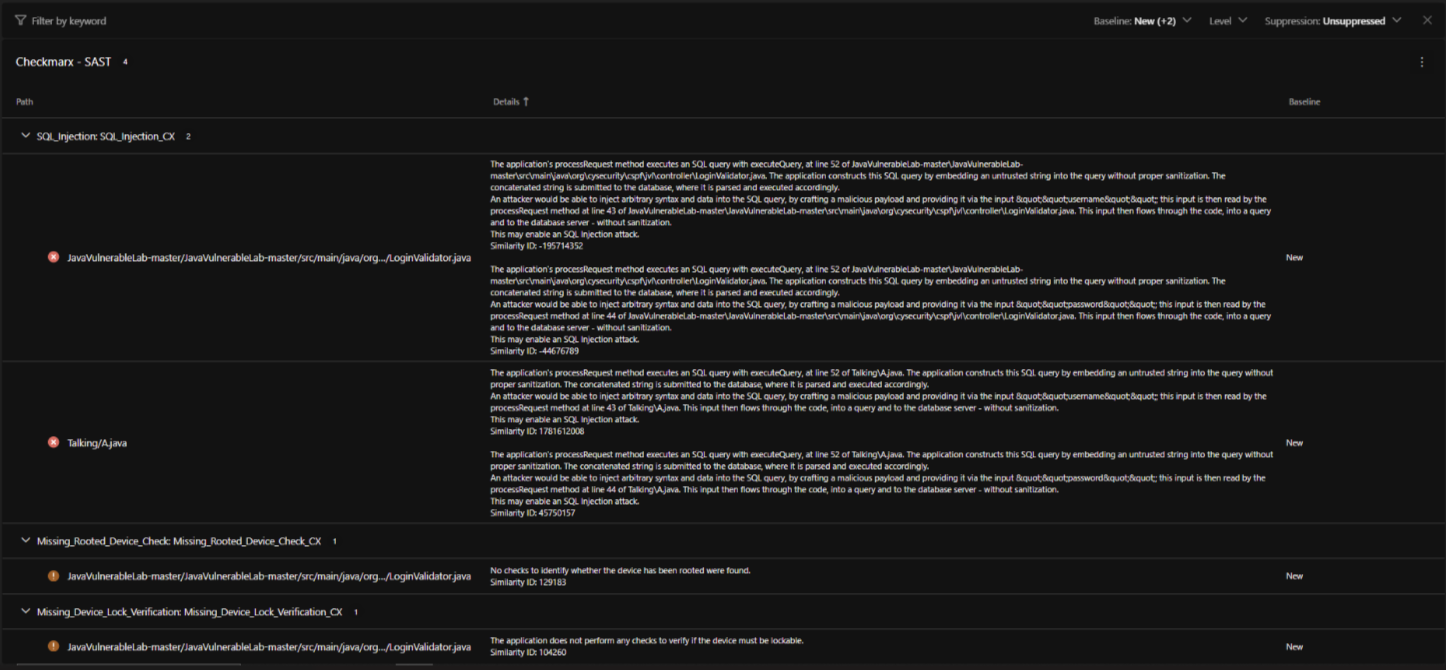 Filter by keyword
Baseline: New (+2)
Level
Suppression: Unsuppressed
Checkmarx - SAST 4
Path
Details ↑
Baseline
SQL_Injection: SQL_Injection_CX 2
The application's processRequest method executes an SQL query with executeQuery, at line 52 of JavaVulnerableLab-master\JavaVulnerableLab-
master\src\main\java\org\cysecurity\cspf\jvl\controller\LoginValidator.java. The application constructs this SQL query by embedding an untrusted string into the query without proper sanitization. The
concatenated string is submitted to the database, where it is parsed and executed accordingly.
An attacker would be able to inject arbitrary syntax and data into the SQL query, by crafting a malicious payload and providing it via the input &quot;&quot;username&quot;&quot;; this input is then read by the
processRequest method at line 43 of JavaVulnerableLab-master\JavaVulnerableLab-master\src\main\java\org\cysecurity\cspf\jvl\controller\LoginValidator.java. This input then flows through the code, into a query
and to the database server - without sanitization.
This may enable an SQL Injection attack.
Similarity ID: -195714352
JavaVulnerableLab-master/JavaVulnerableLab-master/src/main/java/org.../LoginValidator.java
New
The application's processRequest method executes an SQL query with executeQuery, at line 52 of JavaVulnerableLab-master\JavaVulnerableLab-
master\src\main\java\org\cysecurity\cspf\jvl\controller\LoginValidator.java. The application constructs this SQL query by embedding an untrusted string into the query without proper sanitization. The
concatenated string is submitted to the database, where it is parsed and executed accordingly.
An attacker would be able to inject arbitrary syntax and data into the SQL query, by crafting a malicious payload and providing it via the input &quot;&quot;password&quot;&quot;; this input is then read by the
processRequest method at line 44 of JavaVulnerableLab-master\JavaVulnerableLab-master\src\main\java\org\cysecurity\cspf\jvl\controller\LoginValidator.java. This input then flows through the code, into a query
and to the database server - without sanitization.
This may enable an SQL Injection attack.
Similarity ID: -44676789
The application's processRequest method executes an SQL query with executeQuery, at line 52 of Talking\A.java. The application constructs this SQL query by embedding an untrusted string into the query without
proper sanitization. The concatenated string is submitted to the database, where it is parsed and executed accordingly.
An attacker would be able to inject arbitrary syntax and data into the SQL query, by crafting a malicious payload and providing it via the input &quot;&quot;username&quot;&quot;; this input is then read by the
processRequest method at line 43 of Talking\A.java. This input then flows through the code, into a query and to the database server - without sanitization.
This may enable an SQL Injection attack.
Similarity ID: 1781612008
Talking/A.java
New
The application's processRequest method executes an SQL query with executeQuery, at line 52 of Talking\A.java. The application constructs this SQL query by embedding an untrusted string into the query without
proper sanitization. The concatenated string is submitted to the database, where it is parsed and executed accordingly.
An attacker would be able to inject arbitrary syntax and data into the SQL query, by crafting a malicious payload and providing it via the input &quot;&quot;password&quot;&quot;; this input is then read by the
processRequest method at line 44 of Talking\A.java. This input then flows through the code, into a query and to the database server - without sanitization.
This may enable an SQL Injection attack.
Similarity ID: 45750157
Missing_Rooted_Device_Check: Missing_Rooted_Device_Check_CX 1
JavaVulnerableLab-master/JavaVulnerableLab-master/src/main/java/org.../LoginValidator.java
No checks to identify whether the device has been rooted were found.
Similarity ID: 129183
New
Missing_Device_Lock_Verification: Missing_Device_Lock_Verification_CX 1
JavaVulnerableLab-master/JavaVulnerableLab-master/src/main/java/org.../LoginValidator.java
The application does not perform any checks to verify if the device must be lockable.
Similarity ID: 104260
New